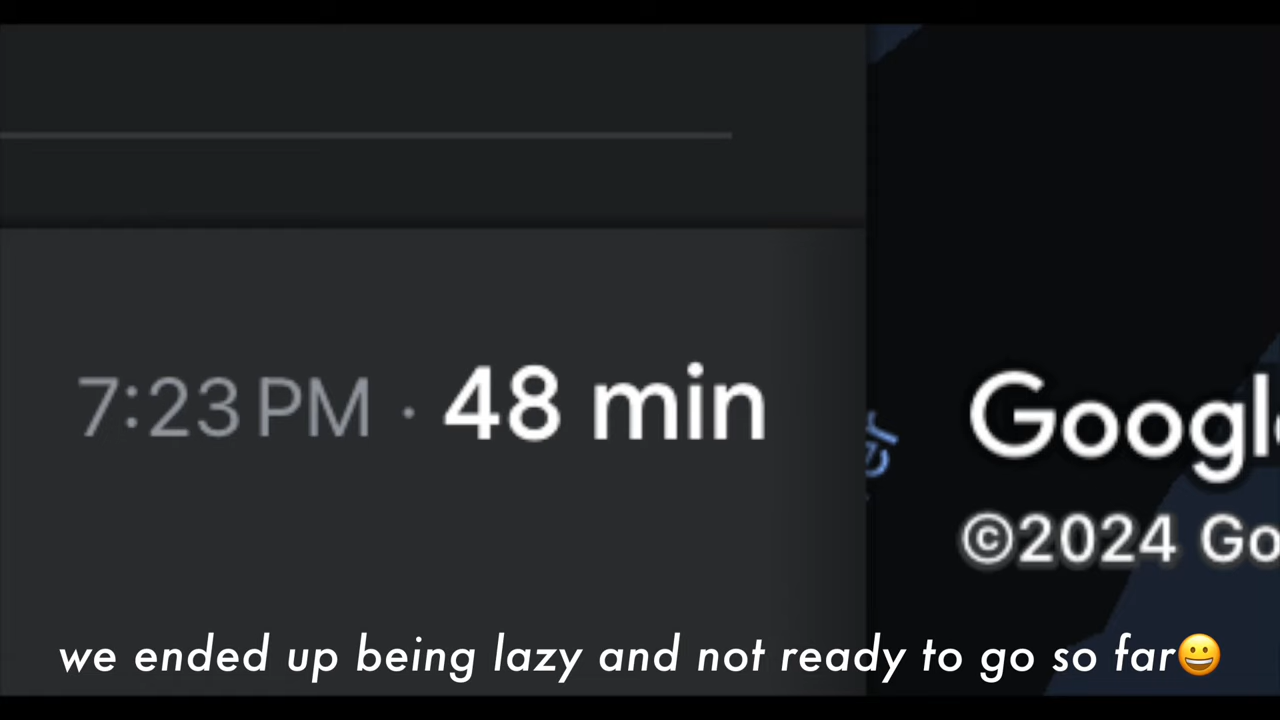 7:23 PM · 48 min
Google
©2024 Go
we ended up being lazy and not ready to go so far😀